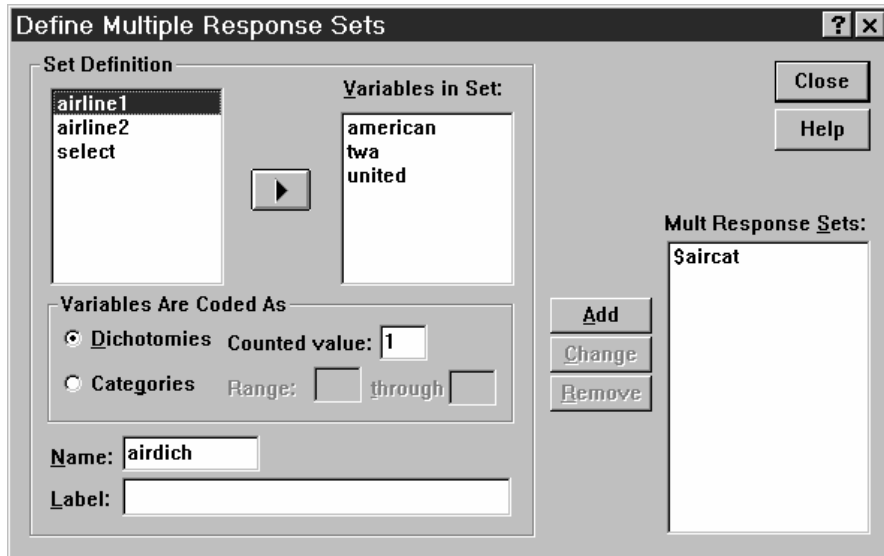 Define Multiple Response Sets
Set Definition
airline1
airline2
select
Variables in Set:
american
twa
united
Variables Are Coded As
Dichotomies Counted value: 1
Categories Range: through
Name: airdich
Label:
Add
Change
Remove
Close
Help
Mult Response Sets:
$aircat